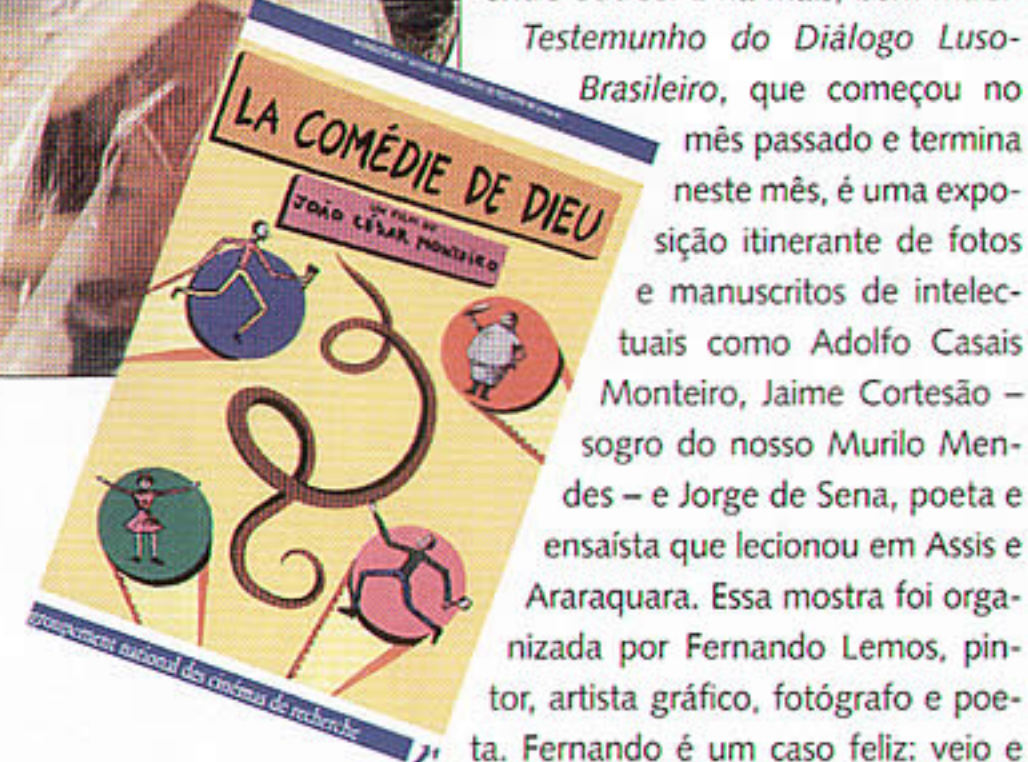 LA COMÉDIE DE DIEU
UM FILM DE
JOÃO CÉSAR MONTEIRO
groupement national des cinémas de recherche
Testemunho do Diálogo Luso-
Brasileiro, que começou no
mês passado e termina
neste mês, é uma expo-
sição itinerante de fotos
e manuscritos de intelec-
tuais como Adolfo Casais
Monteiro, Jaime Cortesão –
sogro do nosso Murilo Men-
des – e Jorge de Sena, poeta e
ensaísta que lecionou em Assis e
Araraquara. Essa mostra foi orga-
nizada por Fernando Lemos, pin-
tor, artista gráfico, fotógrafo e poe-
ta. Fernando é um caso feliz: veio e